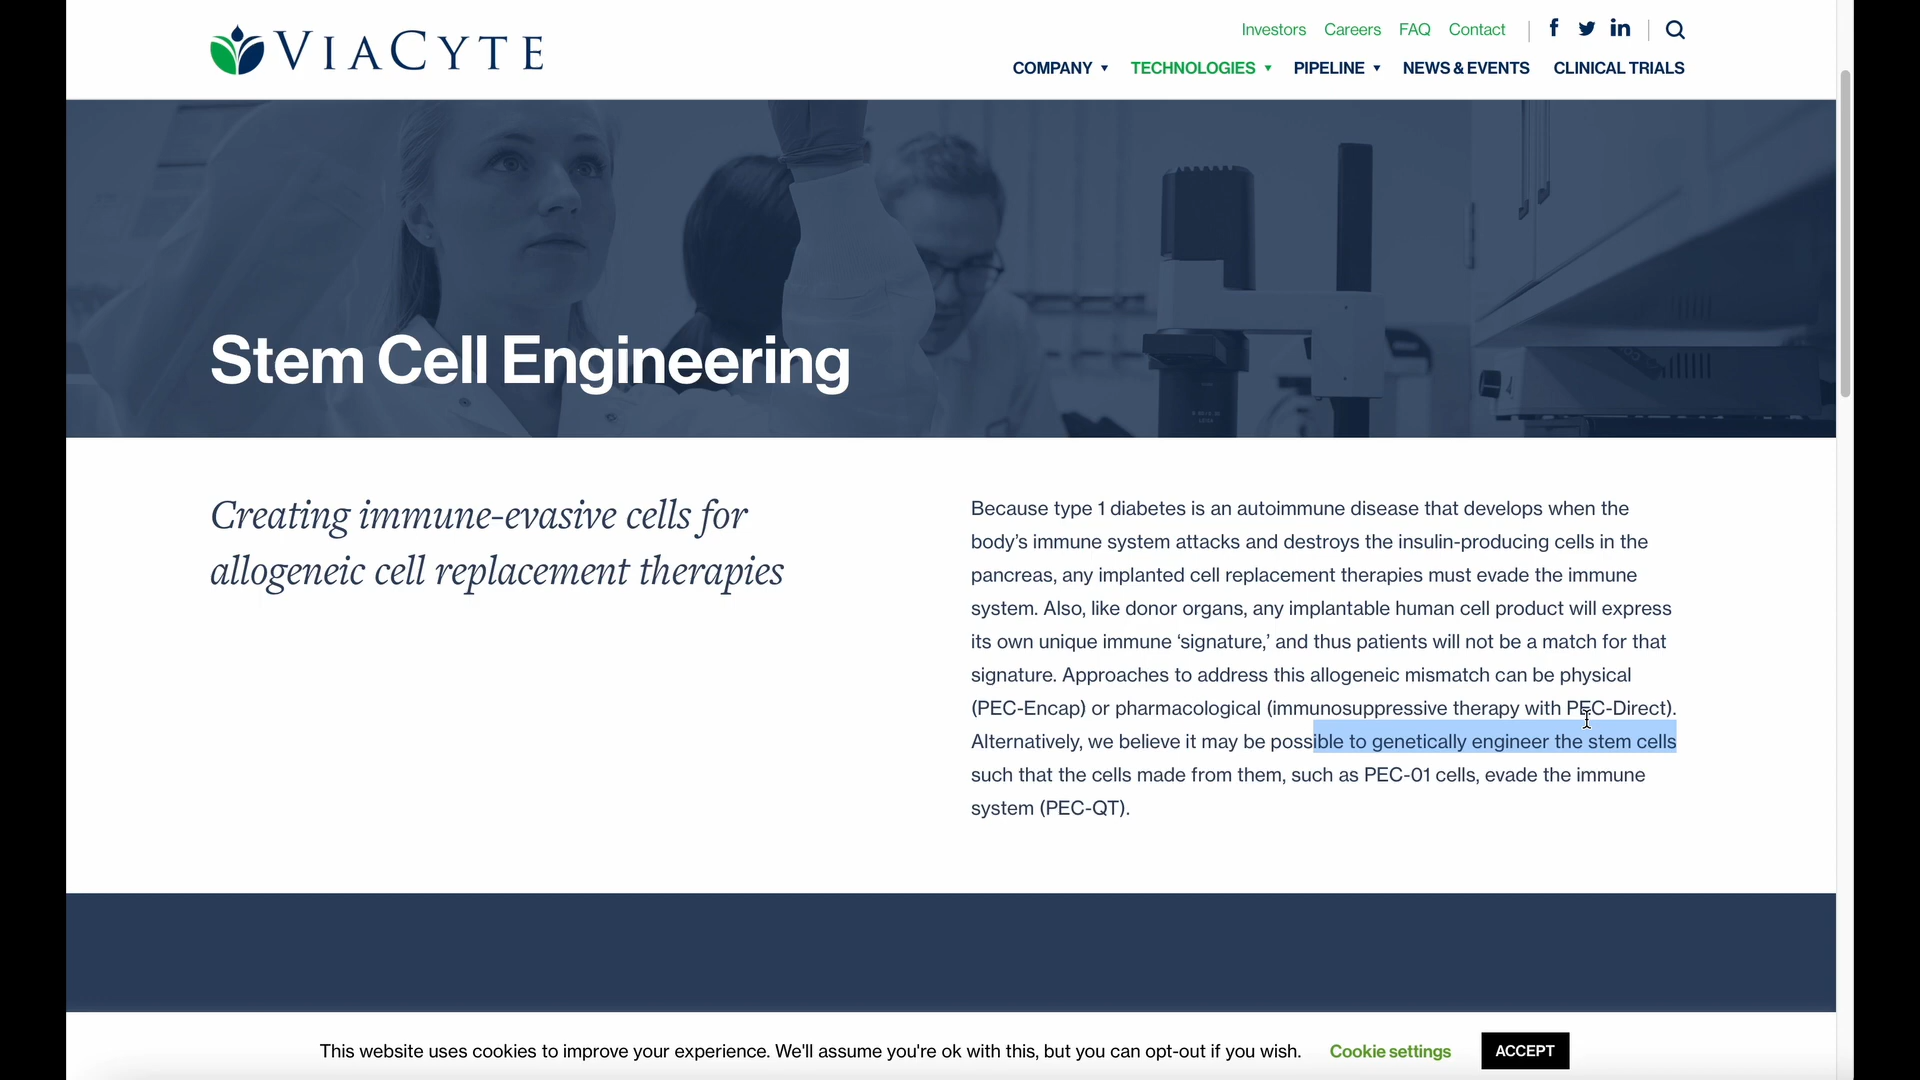 VIACYTE
Investors Careers FAQ Contact
COMPANY TECHNOLOGIES PIPELINE NEWS & EVENTS CLINICAL TRIALS
Stem Cell Engineering
Creating immune-evasive cells for
allogeneic cell replacement therapies
Because type 1 diabetes is an autoimmune disease that develops when the
body’s immune system attacks and destroys the insulin-producing cells in the
pancreas, any implanted cell replacement therapies must evade the immune
system. Also, like donor organs, any implantable human cell product will express
its own unique immune ‘signature,’ and thus patients will not be a match for that
signature. Approaches to address this allogeneic mismatch can be physical
(PEC-Encap) or pharmacological (immunosuppressive therapy with PEC-Direct).
Alternatively, we believe it may be possible to genetically engineer the stem cells
such that the cells made from them, such as PEC-01 cells, evade the immune
system (PEC-QT).
This website uses cookies to improve your experience. We'll assume you're ok with this, but you can opt-out if you wish. Cookie settings ACCEPT